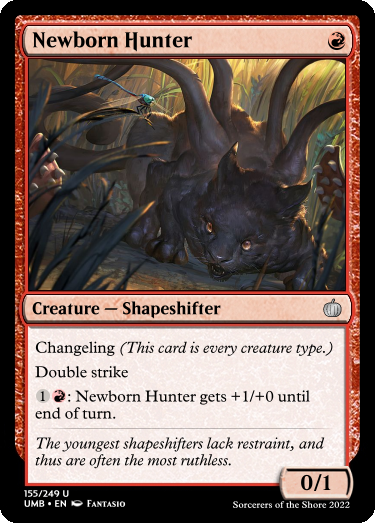 Newborn Hunter
Creature — Shapeshifter
Changeling (This card is every creature type.)
Double strike
1 : Newborn Hunter gets +1/+0 until
end of turn.
The youngest shapeshifters lack restraint, and
thus are often the most ruthless.
0/1
155/249 U
UMB • EN Fantasio
Sorcerers of the Shore 2022